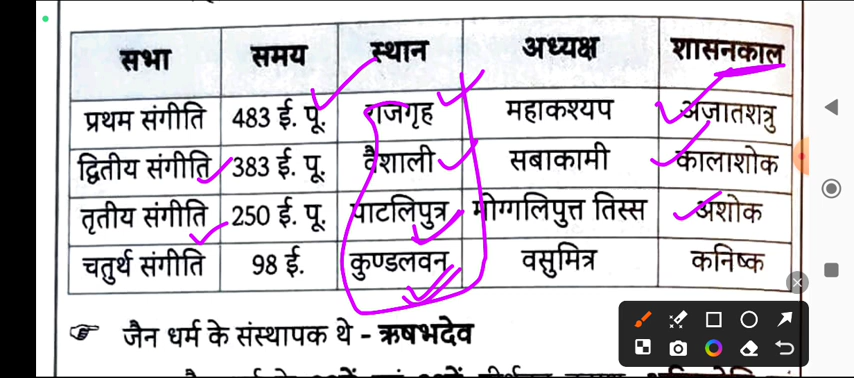 सभा समय स्थान अध्यक्ष शासनकाल
प्रथम संगीति 483 ई. पू. राजगृह महाकश्यप अजातशत्रु
द्वितीय संगीति 383 ई. पू. वैशाली सबाकामी कालाशोक
तृतीय संगीति 250 ई. पू. पाटलिपुत्र मोग्गलिपुत्त तिस्स अशोक
चतुर्थ संगीति 98 ई. कुण्डलवन वसुमित्र कनिष्क
जैन धर्म के संस्थापक थे - ऋषभदेव